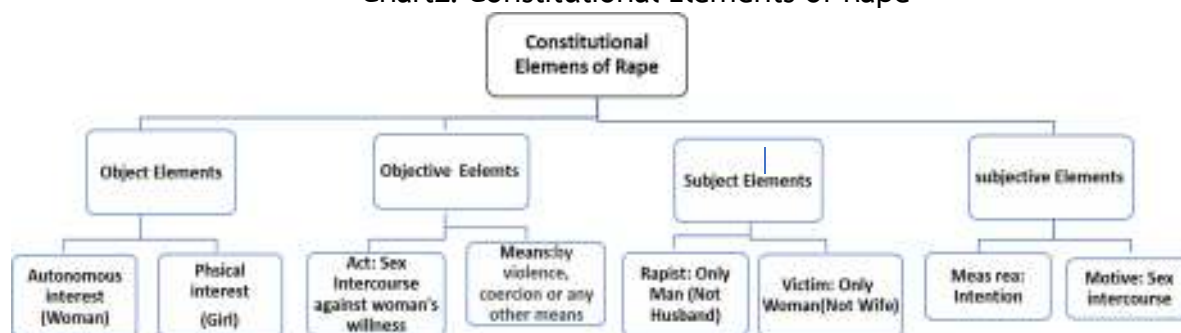 Chart2. Constitutional Elements of Rape
Constitutional
Elemens of Rape
Object Elements
Objective Eelemts
Subject Elements
subjective Elements
Autonomous
interest
(Woman)
Phsical
interest
(Girl)
Act: Sex
Intercourse
against woman's
willness
Means:by
violence,
coercion or any
other means
Rapist: Only
Man (Not
Husband)
Victim: Only
Woman(Not Wife)
Meas rea:
Intention
Motive: Sex
intercourse